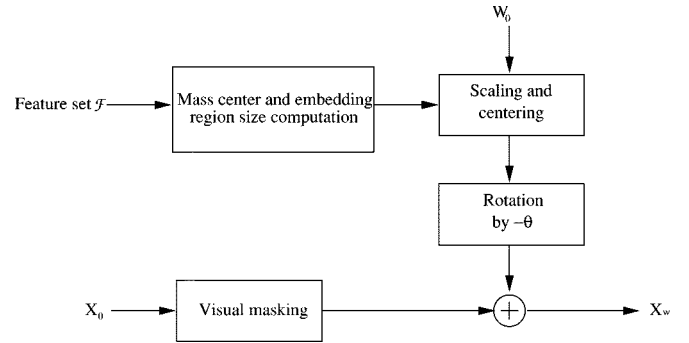 W₀
Feature set ℱ
Mass center and embedding
region size computation
Scaling and
centering
Rotation
by −θ
X₀
Visual masking
+
Xw